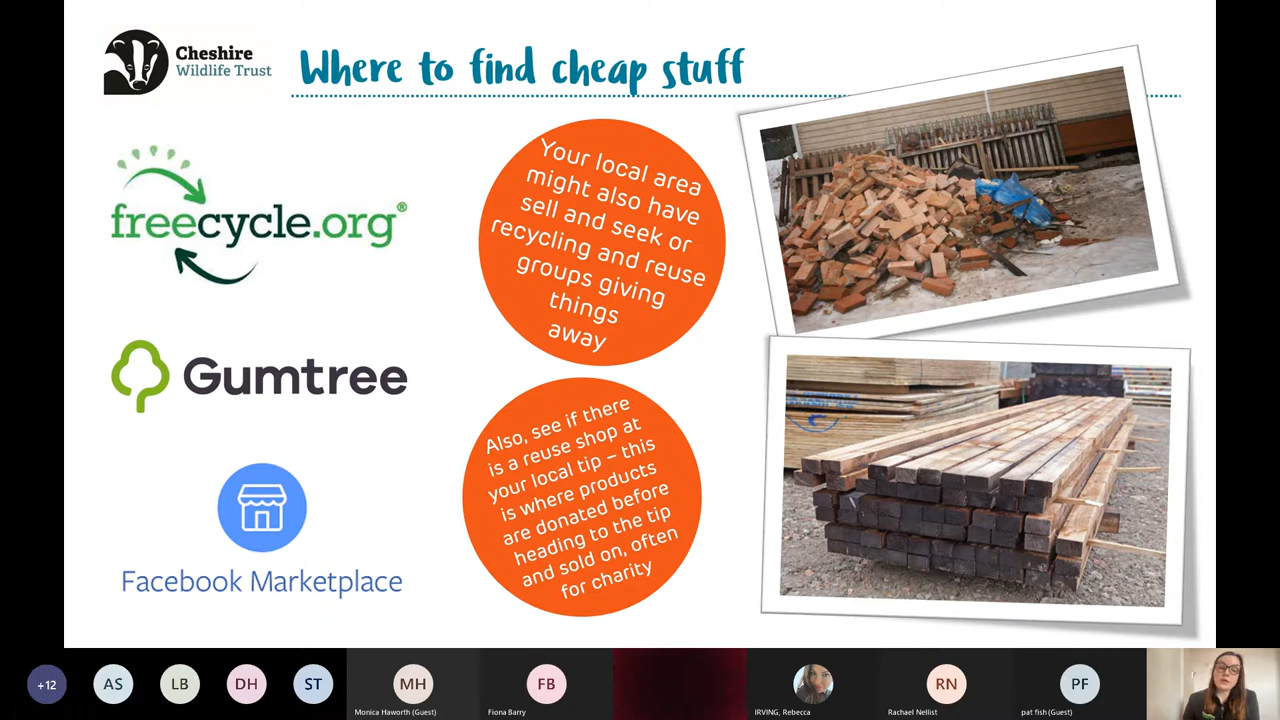 Cheshire
Wildlife Trust
Where to find cheap stuff
freecycle.org®
Gumtree
Facebook Marketplace
Your local area
might also have
sell and seek or
recycling and reuse
groups giving
things
away
Also, see if there
is a reuse shop at
your local tip – this
is where products
are donated before
heading to the tip
and sold on, often
for charity
+12
AS
LB
DH
ST
MH
Monica Haworth (Guest)
FB
Fiona Barry
IRVING, Rebecca
RN
Rachael Nellist
PF
pat fish (Guest)